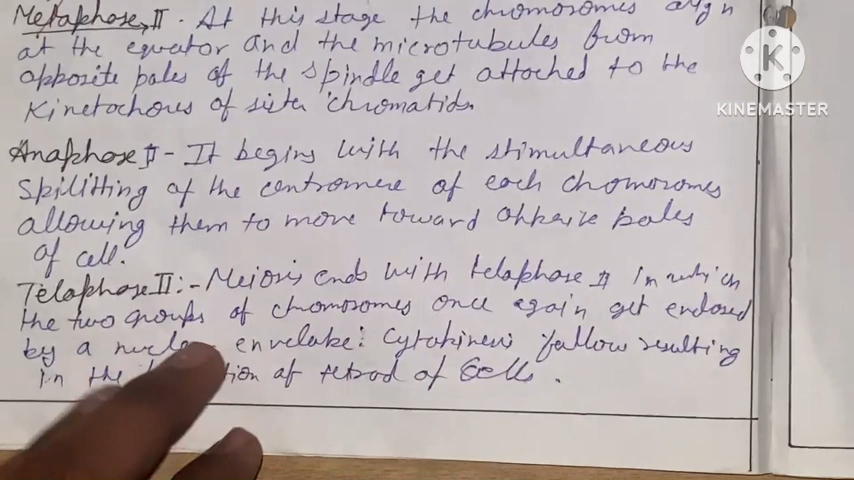 Metaphase II. At this stage the chromosomes align
at the equator and the microtubules from
opposite poles of the spindle get attached to the
Kinetochores of sister chromatids.
Anaphase II - It begins with the stimultaneous
Spilitting of the centromere of each chomosomes
allowing them to move toward poles
of cell.
Telophase II :- Meiosis ends with telophase II in which
the two groups of chromosomes once again get enclosed
by a envelope: Cytokinesis follow resulting
in the of tetrad of cells.
K
KINEMASTER